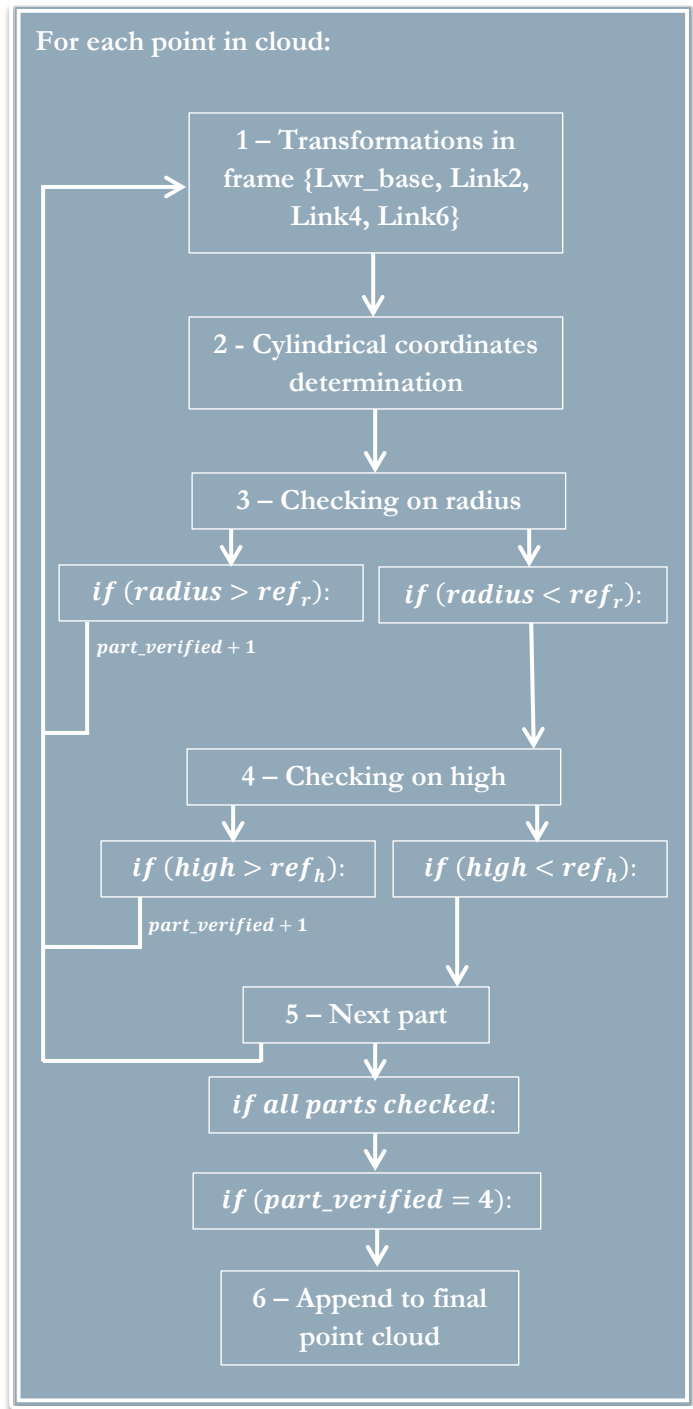 For each point in cloud:
1 – Transformations in
frame {Lwr_base, Link2,
Link4, Link6}
2 - Cylindrical coordinates
determination
3 – Checking on radius
if (radius > ref_r):
if (radius < ref_r):
part_verified + 1
4 – Checking on high
if (high > ref_h):
if (high < ref_h):
part_verified + 1
5 – Next part
if all parts checked:
if (part_verified = 4):
6 – Append to final
point cloud